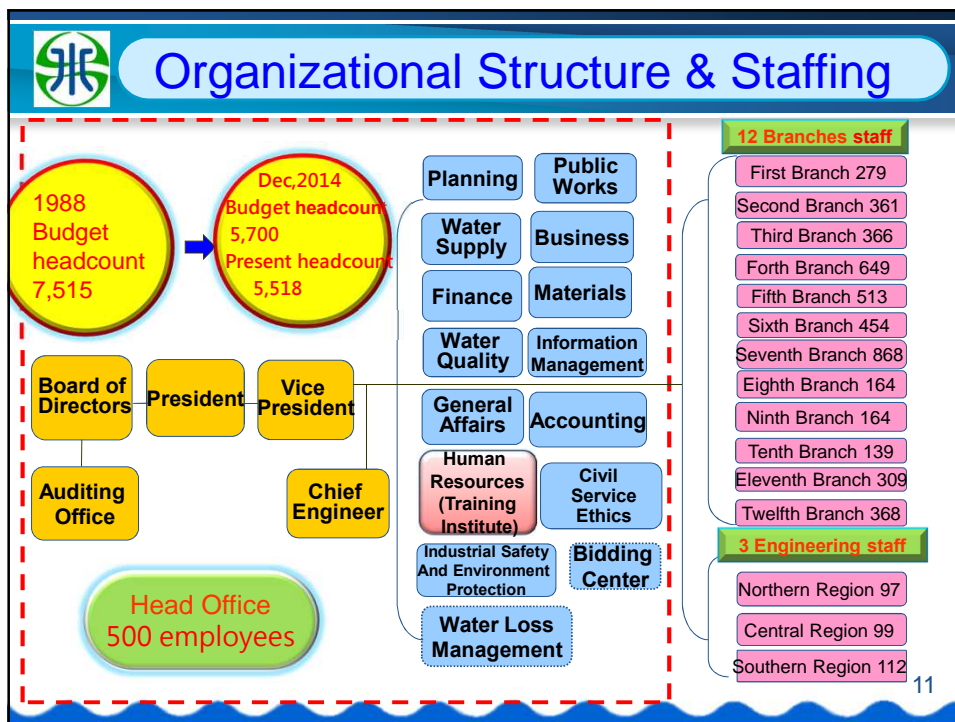 Organizational Structure & Staffing
1988
Budget
headcount
7,515
Dec,2014
Budget headcount
5,700
Present headcount
5,518
Board of
Directors
President
Vice
President
Auditing
Office
Chief
Engineer
Head Office
500 employees
Planning
Public
Works
Water
Supply
Business
Finance
Materials
Water
Quality
Information
Management
General
Affairs
Accounting
Human
Resources
(Training
Institute)
Civil
Service
Ethics
Industrial Safety
And Environment
Protection
Bidding
Center
Water Loss
Management
12 Branches staff
First Branch 279
Second Branch 361
Third Branch 366
Forth Branch 649
Fifth Branch 513
Sixth Branch 454
Seventh Branch 868
Eighth Branch 164
Ninth Branch 164
Tenth Branch 139
Eleventh Branch 309
Twelfth Branch 368
3 Engineering staff
Northern Region 97
Central Region 99
Southern Region 112
11